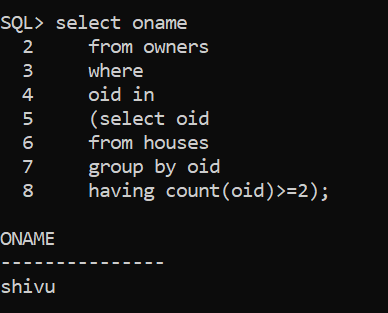 SQL> select oname
2 from owners
3 where
4 oid in
5 (select oid
6 from houses
7 group by oid
8 having count(oid)>=2);
ONAME
---------------
shivu